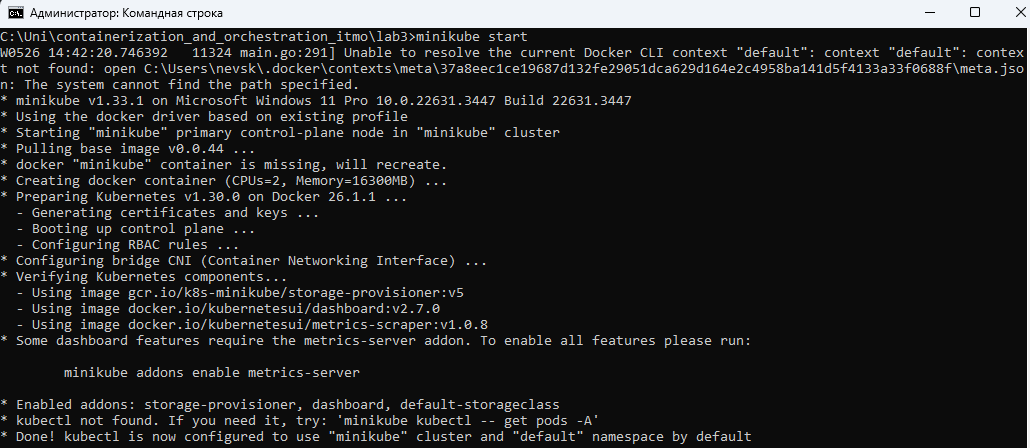 Администратор: Командная строка
C:\Uni\containerization_and_orchestration_itmo\lab3>minikube start
W0526 14:42:20.746392   11324 main.go:291] Unable to resolve the current Docker CLI context "default": context "default": contex
t not found: open C:\Users\nevsk\.docker\contexts\meta\37a8eec1ce19687d132fe29051dca629d164e2c4958ba141d5f4133a33f0688f\meta.jso
n: The system cannot find the path specified.
* minikube v1.33.1 on Microsoft Windows 11 Pro 10.0.22631.3447 Build 22631.3447
* Using the docker driver based on existing profile
* Starting "minikube" primary control-plane node in "minikube" cluster
* Pulling base image v0.0.44 ...
* docker "minikube" container is missing, will recreate.
* Creating docker container (CPUs=2, Memory=16300MB) ...
* Preparing Kubernetes v1.30.0 on Docker 26.1.1 ...
  - Generating certificates and keys ...
  - Booting up control plane ...
  - Configuring RBAC rules ...
* Configuring bridge CNI (Container Networking Interface) ...
* Verifying Kubernetes components...
  - Using image gcr.io/k8s-minikube/storage-provisioner:v5
  - Using image docker.io/kubernetesui/dashboard:v2.7.0
  - Using image docker.io/kubernetesui/metrics-scraper:v1.0.8
* Some dashboard features require the metrics-server addon. To enable all features please run:
        minikube addons enable metrics-server
* Enabled addons: storage-provisioner, dashboard, default-storageclass
* kubectl not found. If you need it, try: 'minikube kubectl -- get pods -A'
* Done! kubectl is now configured to use "minikube" cluster and "default" namespace by default